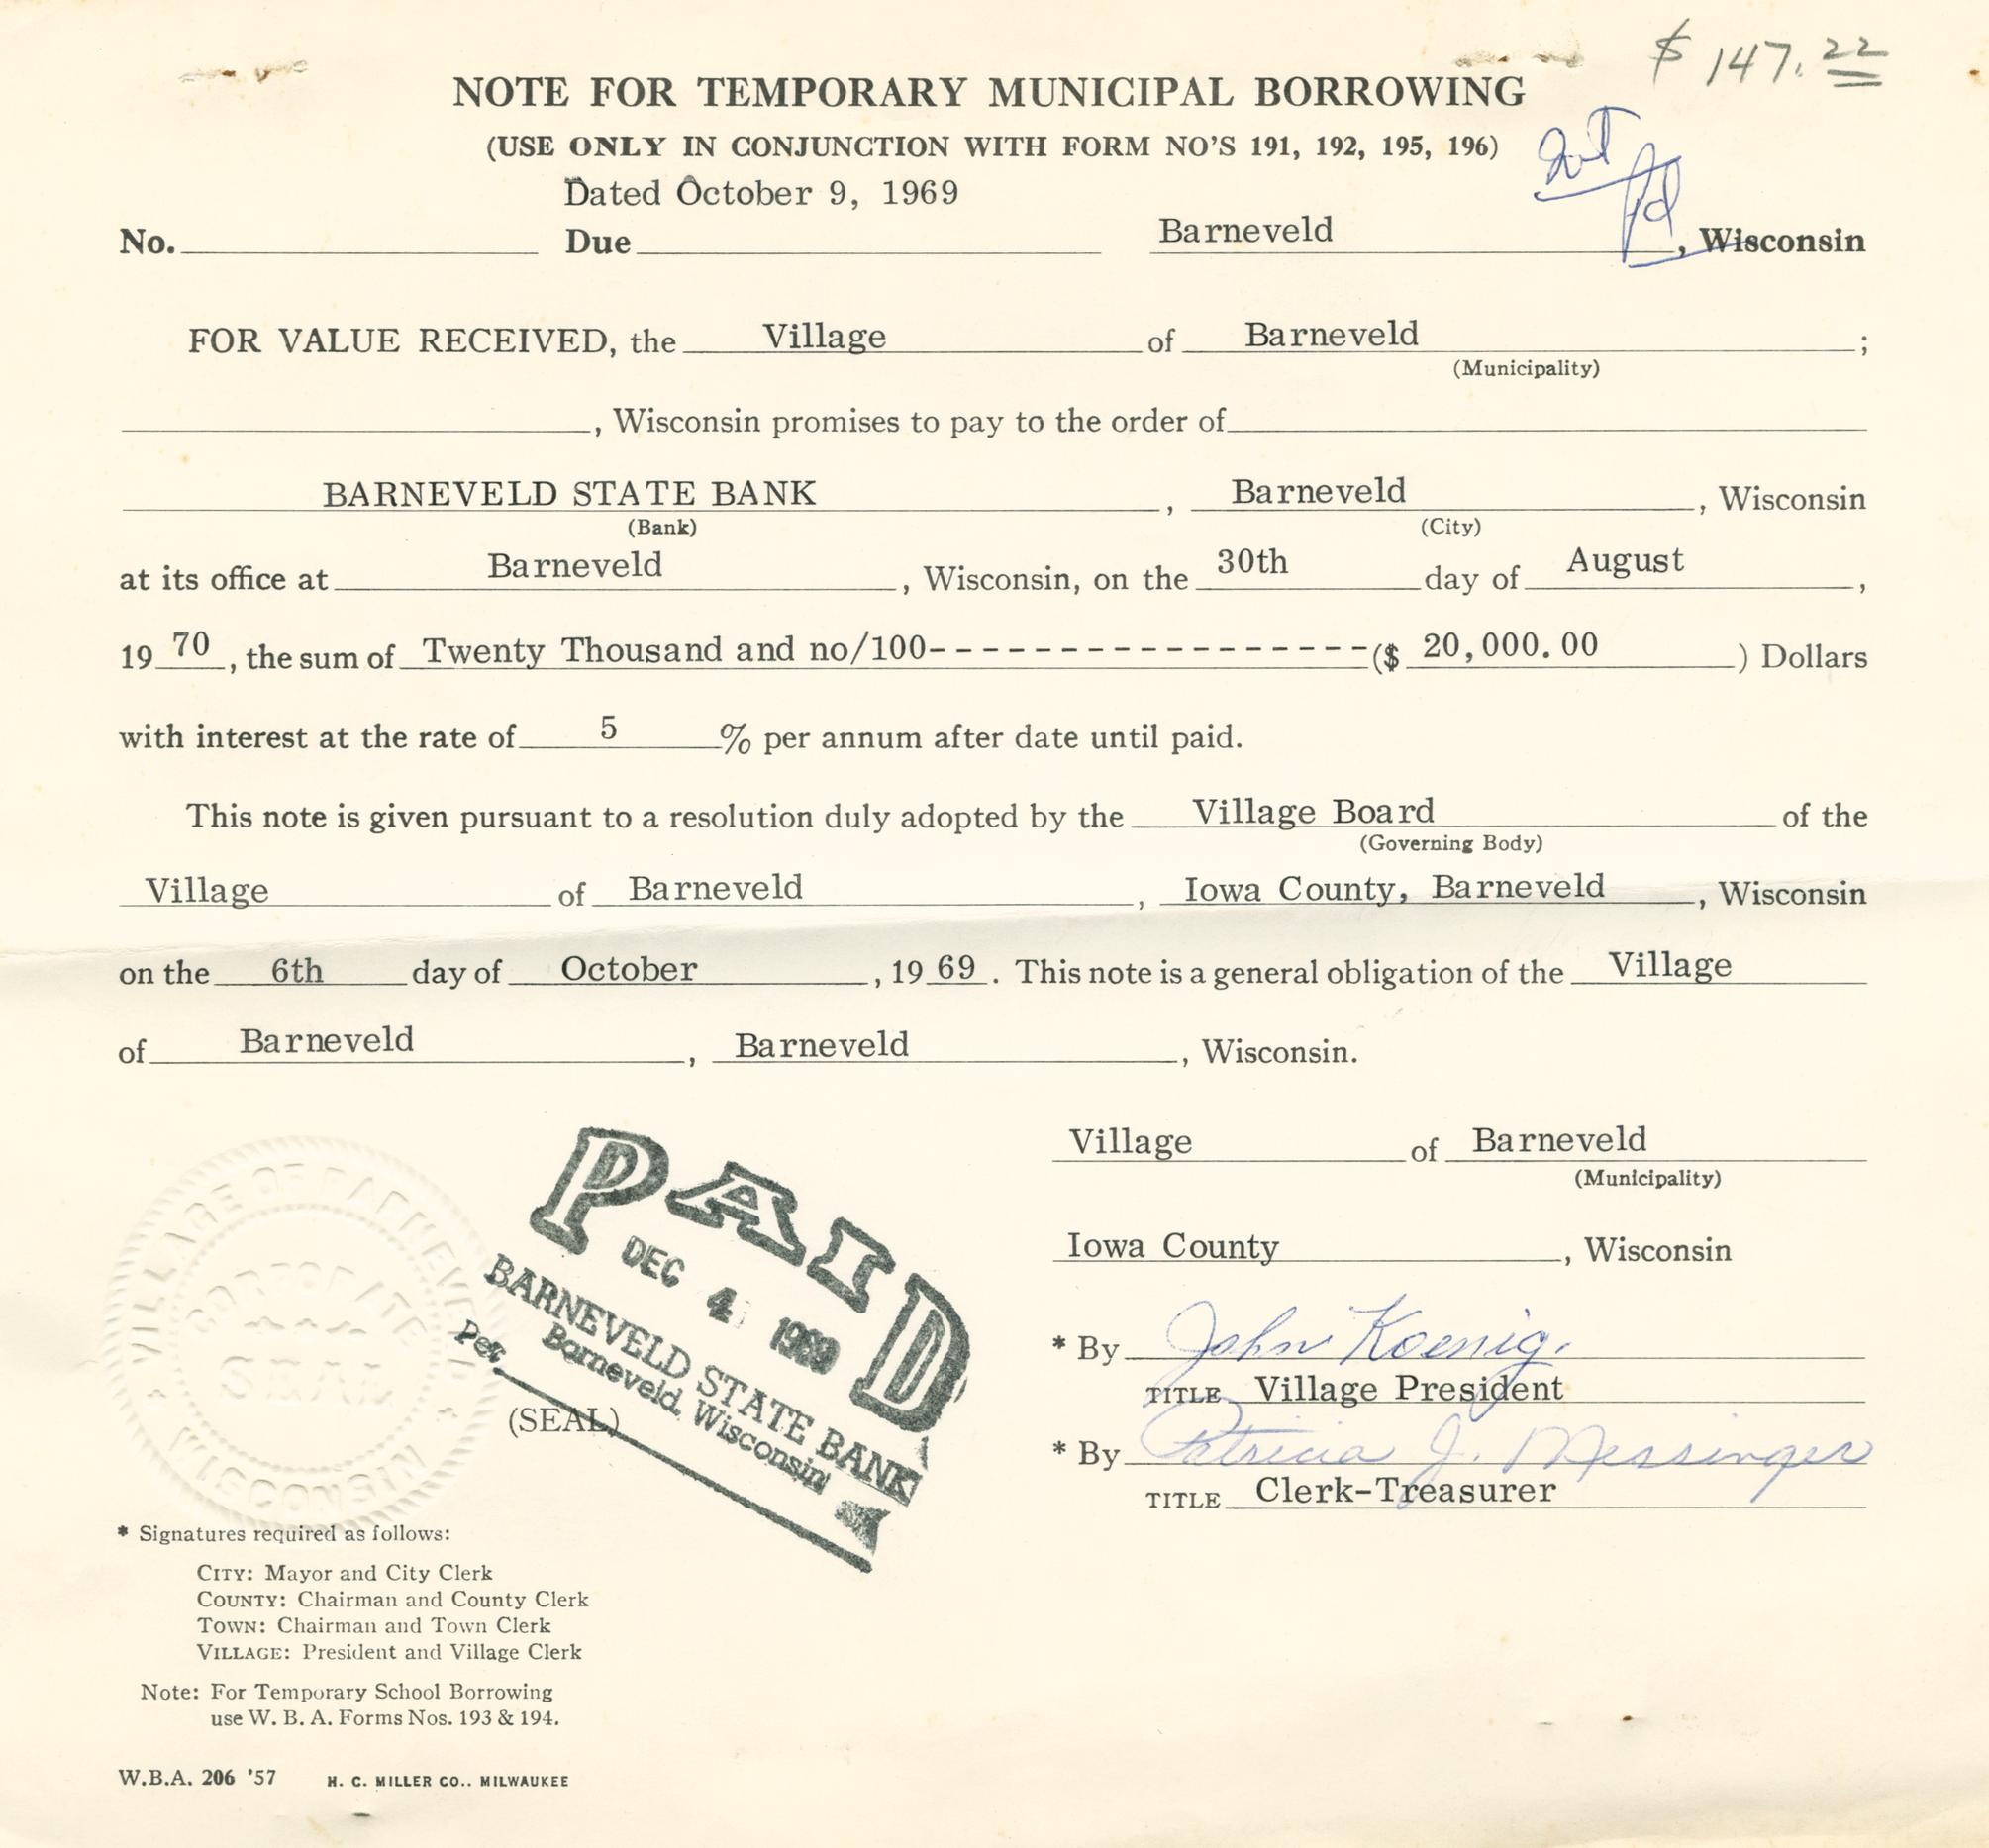 $ 147.22
NOTE FOR TEMPORARY MUNICIPAL BORROWING
(USE ONLY IN CONJUNCTION WITH FORM NO'S 191, 192, 195, 196)
Int Pd
Dated October 9, 1969
No. Due Barneveld, Wisconsin
FOR VALUE RECEIVED, the Village of Barneveld ;
(Municipality)
, Wisconsin promises to pay to the order of
BARNEVELD STATE BANK , Barneveld , Wisconsin
(Bank) (City)
at its office at Barneveld , Wisconsin, on the 30th day of August ,
19 70 , the sum of Twenty Thousand and no/100-----------------($ 20,000.00 ) Dollars
with interest at the rate of 5 % per annum after date until paid.
This note is given pursuant to a resolution duly adopted by the Village Board of the
(Governing Body)
Village of Barneveld , Iowa County, Barneveld , Wisconsin
on the 6th day of October , 19 69 . This note is a general obligation of the Village
of Barneveld , Barneveld , Wisconsin.
Village of Barneveld
(Municipality)
Iowa County , Wisconsin
* By John Koenig.
TITLE Village President
* By Patricia J. Messinger
TITLE Clerk-Treasurer
VILLAGE OF BARNEVELD
CORPORATE
SEAL
WISCONSIN
PAID
DEC 4 1969
BARNEVELD STATE BANK
Barneveld, Wisconsin
Per
(SEAL)
* Signatures required as follows:
CITY: Mayor and City Clerk
COUNTY: Chairman and County Clerk
TOWN: Chairman and Town Clerk
VILLAGE: President and Village Clerk
Note: For Temporary School Borrowing
use W. B. A. Forms Nos. 193 & 194.
W.B.A. 206 '57 H. C. MILLER CO.. MILWAUKEE